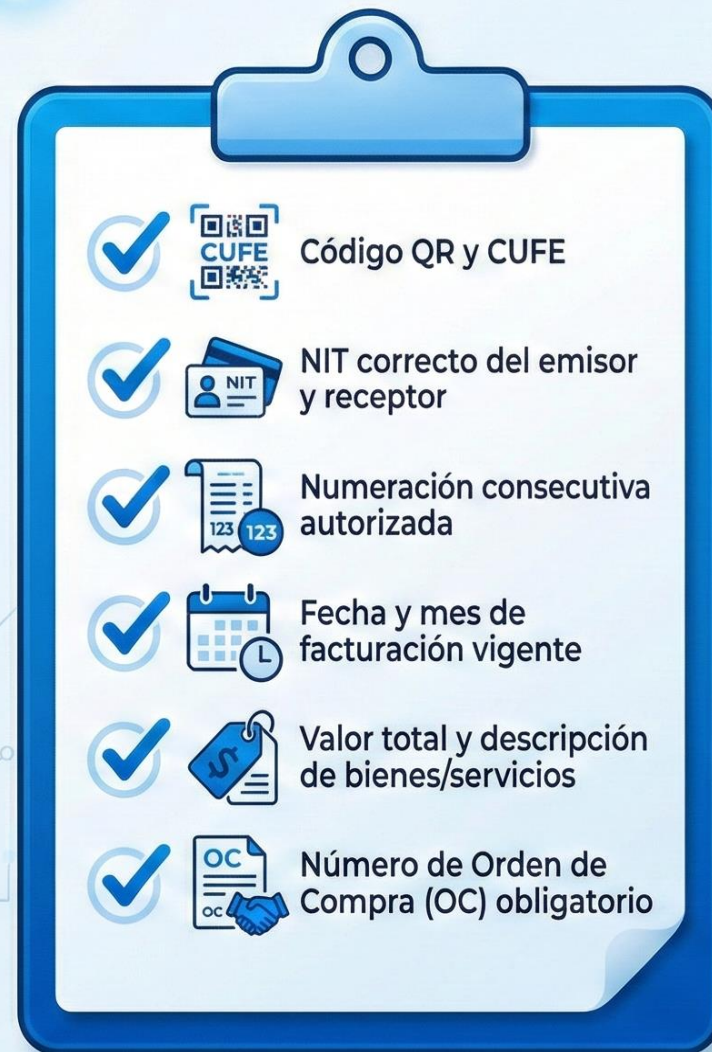 CUFE
Código QR y CUFE
NIT
NIT correcto del emisor
y receptor
123
123
Numeración consecutiva
autorizada
Fecha y mes de
facturación vigente
$
Valor total y descripción
de bienes/servicios
OC
OC
Número de Orden de
Compra (OC) obligatorio